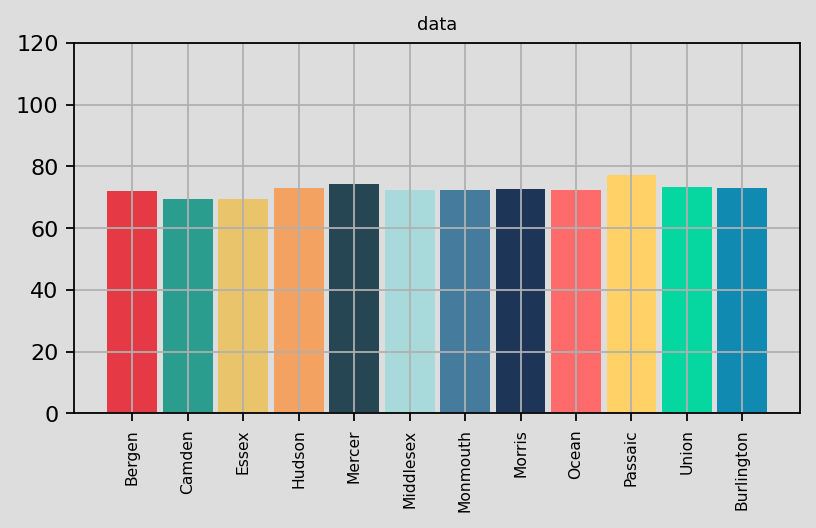 data
120
100
80
60
40
20
0
Bergen
Camden
Essex
Hudson
Mercer
Middlesex
Monmouth
Morris
Ocean
Passaic
Union
Burlington